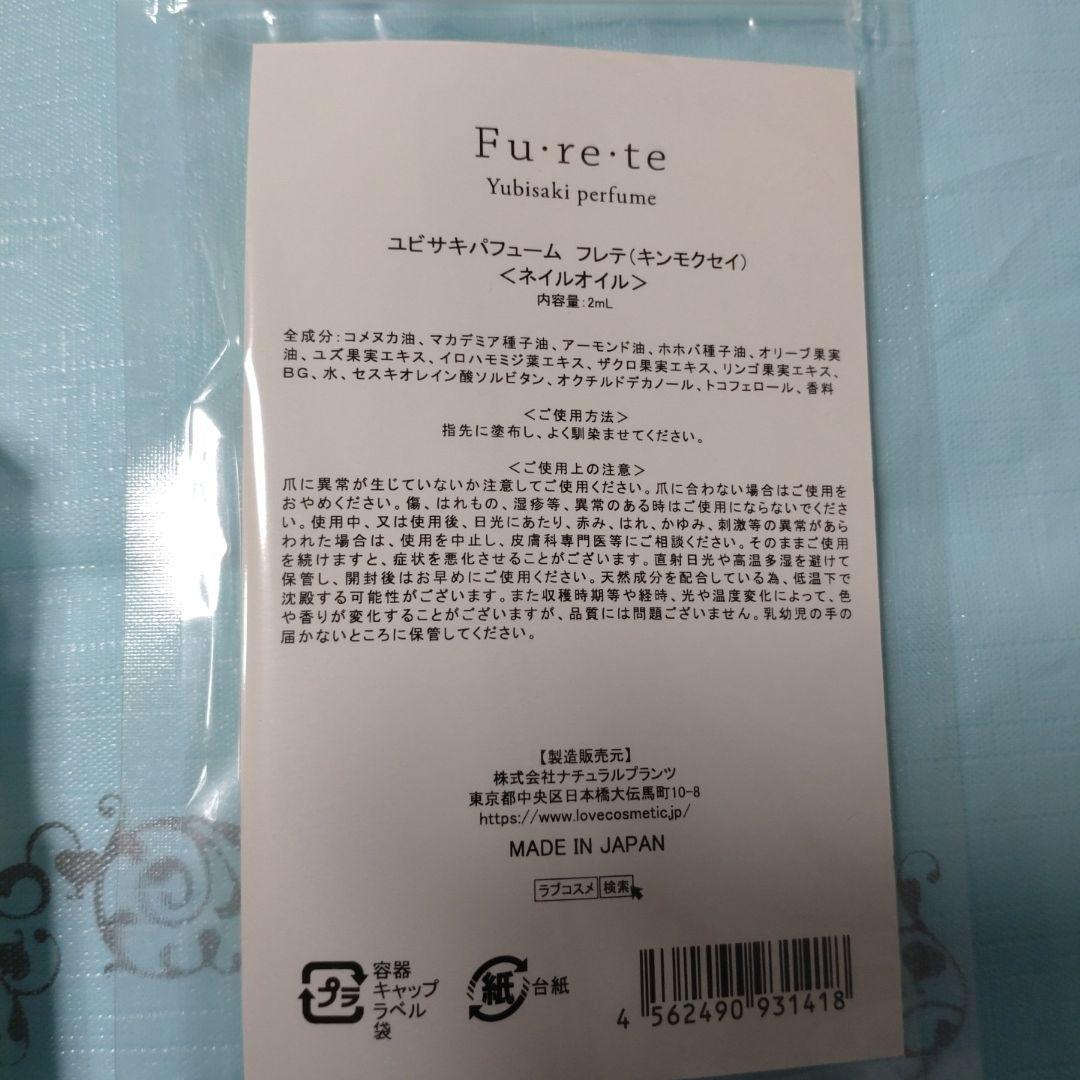 Fu・re・te
Yubisaki perfume
ユビサキパフューム フレテ(キンモクセイ)
<ネイルオイル>
内容量:2mL
全成分:コメヌカ油、マカデミア種子油、アーモンド油、ホホバ種子油、オリーブ果実
油、ユズ果実エキス、イロハモミジ葉エキス、ザクロ果実エキス、リンゴ果実エキス、
BG、水、セスキオレイン酸ソルビタン、オクチルドデカノール、トコフェロール、香料
<ご使用方法>
指先に塗布し、よく馴染ませてください。
<ご使用上の注意>
爪に異常が生じていないか注意してご使用ください。爪に合わない場合はご使用を
おやめください。傷、はれもの、湿疹等、異常のある時はご使用にならないでくださ
い。使用中、又は使用後、日光にあたり、赤み、はれ、かゆみ、刺激等の異常があら
われた場合は、使用を中止し、皮膚科専門医等にご相談ください。そのままご使用
を続けますと、症状を悪化させることがございます。直射日光や高温多湿を避けて
保管し、開封後はお早めにご使用ください。天然成分を配合している為、低温下で
沈殿する可能性がございます。また収穫時期等や経時、光や温度変化によって、色
や香りが変化することがございますが、品質には問題ございません。乳幼児の手の
届かないところに保管してください。
【製造販売元】
株式会社ナチュラルプランツ
東京都中央区日本橋大伝馬町10-8
https://www.lovecosmetic.jp/
MADE IN JAPAN
ラブコスメ 検索
プラ
容器
キャップ
ラベル
袋
紙 台紙
4 562490 931418